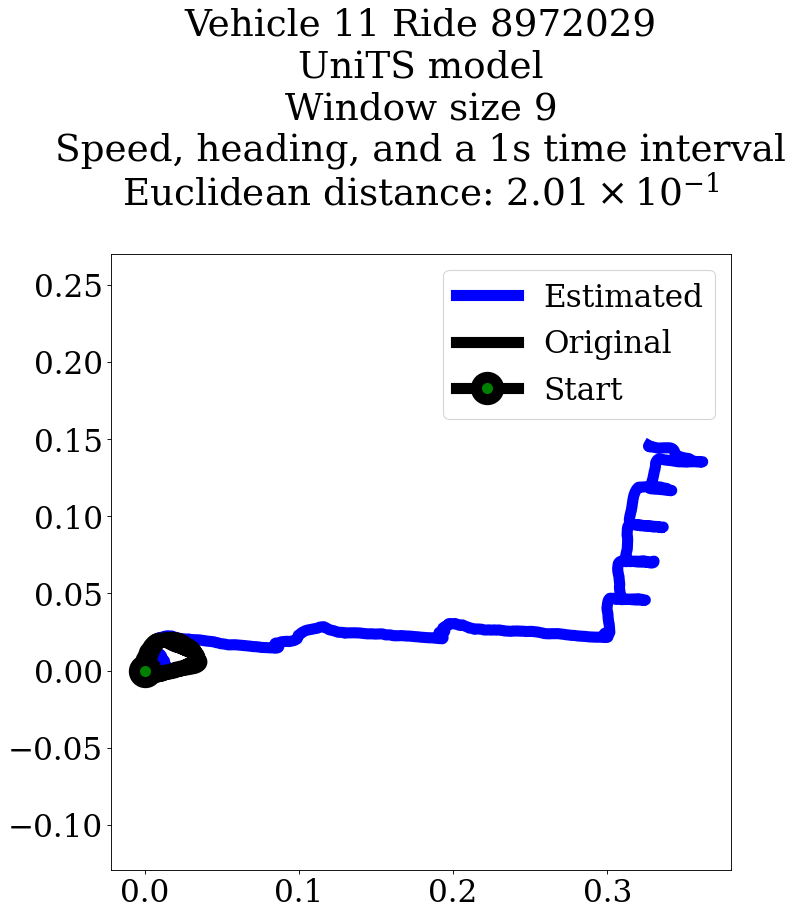 Vehicle 11 Ride 8972029
UniTS model
Window size 9
Speed, heading, and a 1s time interval
Euclidean distance: 2.01 × 10⁻¹
Estimated
Original
Start
0.25
0.20
0.15
0.10
0.05
0.00
−0.05
−0.10
0.0 0.1 0.2 0.3